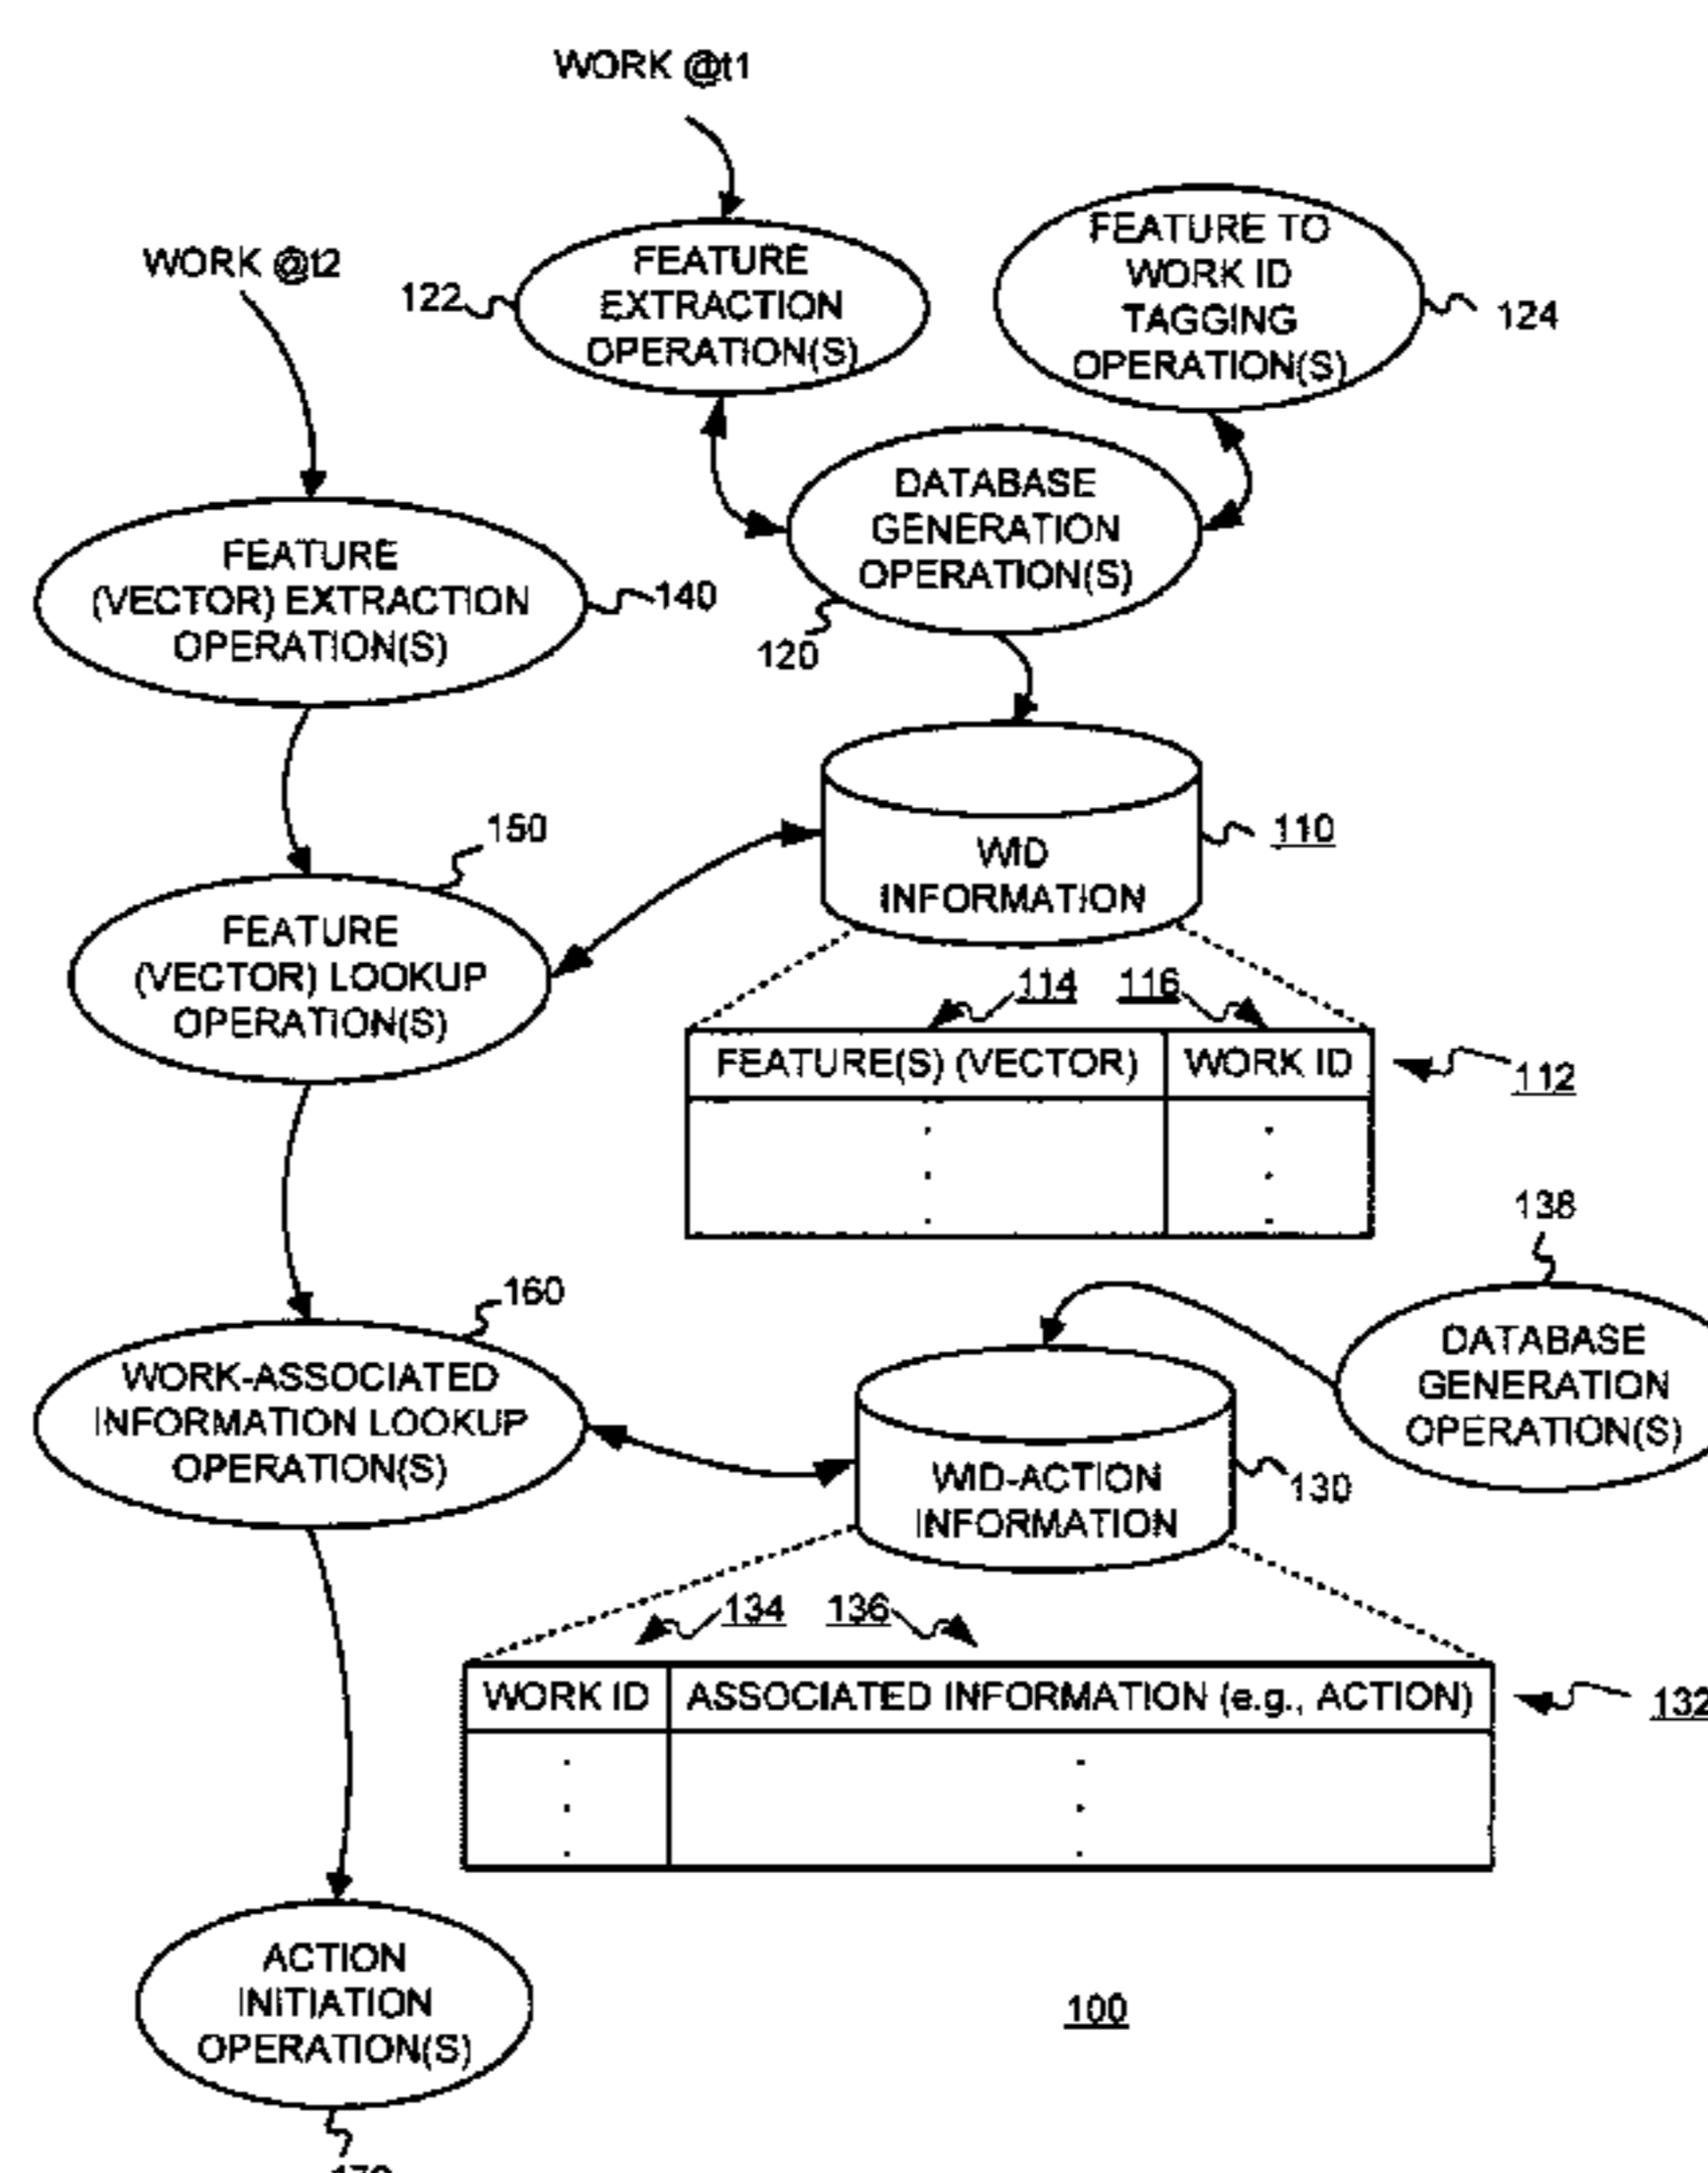 WORK @t1
WORK @t2
122
FEATURE
EXTRACTION
OPERATION(S)
FEATURE TO
WORK ID
TAGGING
OPERATION(S)
124
FEATURE
(VECTOR) EXTRACTION
OPERATION(S)
140
DATABASE
GENERATION
OPERATION(S)
120
150
FEATURE
(VECTOR) LOOKUP
OPERATION(S)
WID
INFORMATION
110
114
116
FEATURE(S) (VECTOR)
WORK ID
112
138
DATABASE
GENERATION
OPERATION(S)
160
WORK-ASSOCIATED
INFORMATION LOOKUP
OPERATION(S)
WID-ACTION
INFORMATION
130
134
136
WORK ID
ASSOCIATED INFORMATION (e.g., ACTION)
132
ACTION
INITIATION
OPERATION(S)
100